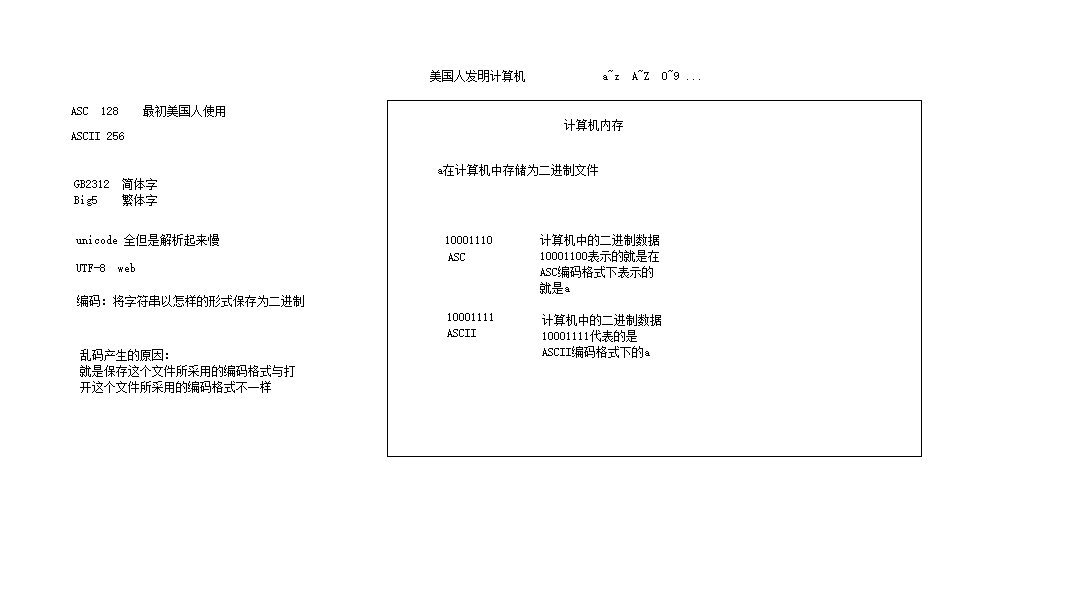 美国人发明计算机 a~z A~Z 0~9 ...
ASC 128 最初美国人使用
ASCII 256
GB2312 简体字
Big5 繁体字
unicode 全但是解析起来慢
UTF-8 web
编码: 将字符串以怎样的形式保存为二进制
乱码产生的原因:
就是保存这个文件所采用的编码格式与打
开这个文件所采用的编码格式不一样
计算机内存
a在计算机中存储为二进制文件
10001110
ASC
计算机中的二进制数据
10001100表示的就是在
ASC编码格式下表示的
就是a
10001111
ASCII
计算机中的二进制数据
10001111代表的是
ASCII编码格式下的a